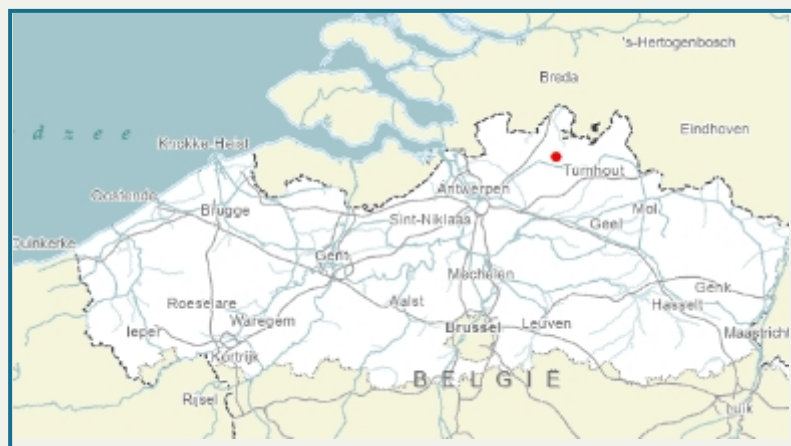 's-Hertogenbosch
Breda
d z e e
Eindhoven
Knokke-Heist
Turnhout
Antwerpen
Oostende
Mol
Brugge
Sint-Niklaas
Geel
Duinkerke
Gent
Mechelen
Genk
Roeselare
Aalst
Hasselt
Waregem
Brussel
Leuven
Ieper
Maastricht
Kortrijk
BELGIË
Rijsel
Luik